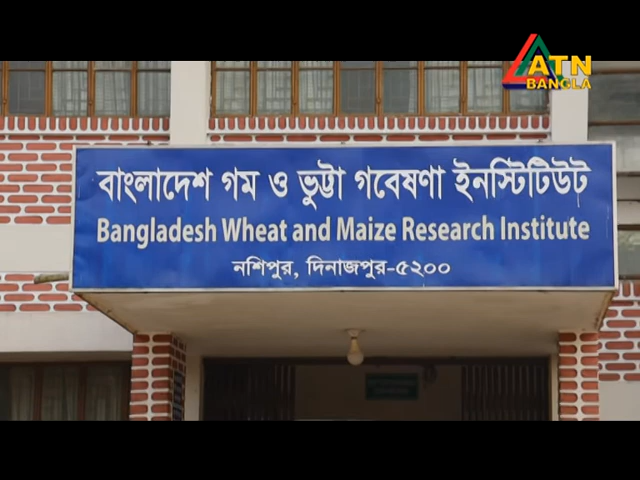 ATN
BANGLA
বাংলাদেশ গম ও ভুট্টা গবেষণা ইনস্টিটিউট
Bangladesh Wheat and Maize Research Institute
নশিপুর, দিনাজপুর-৫২০০